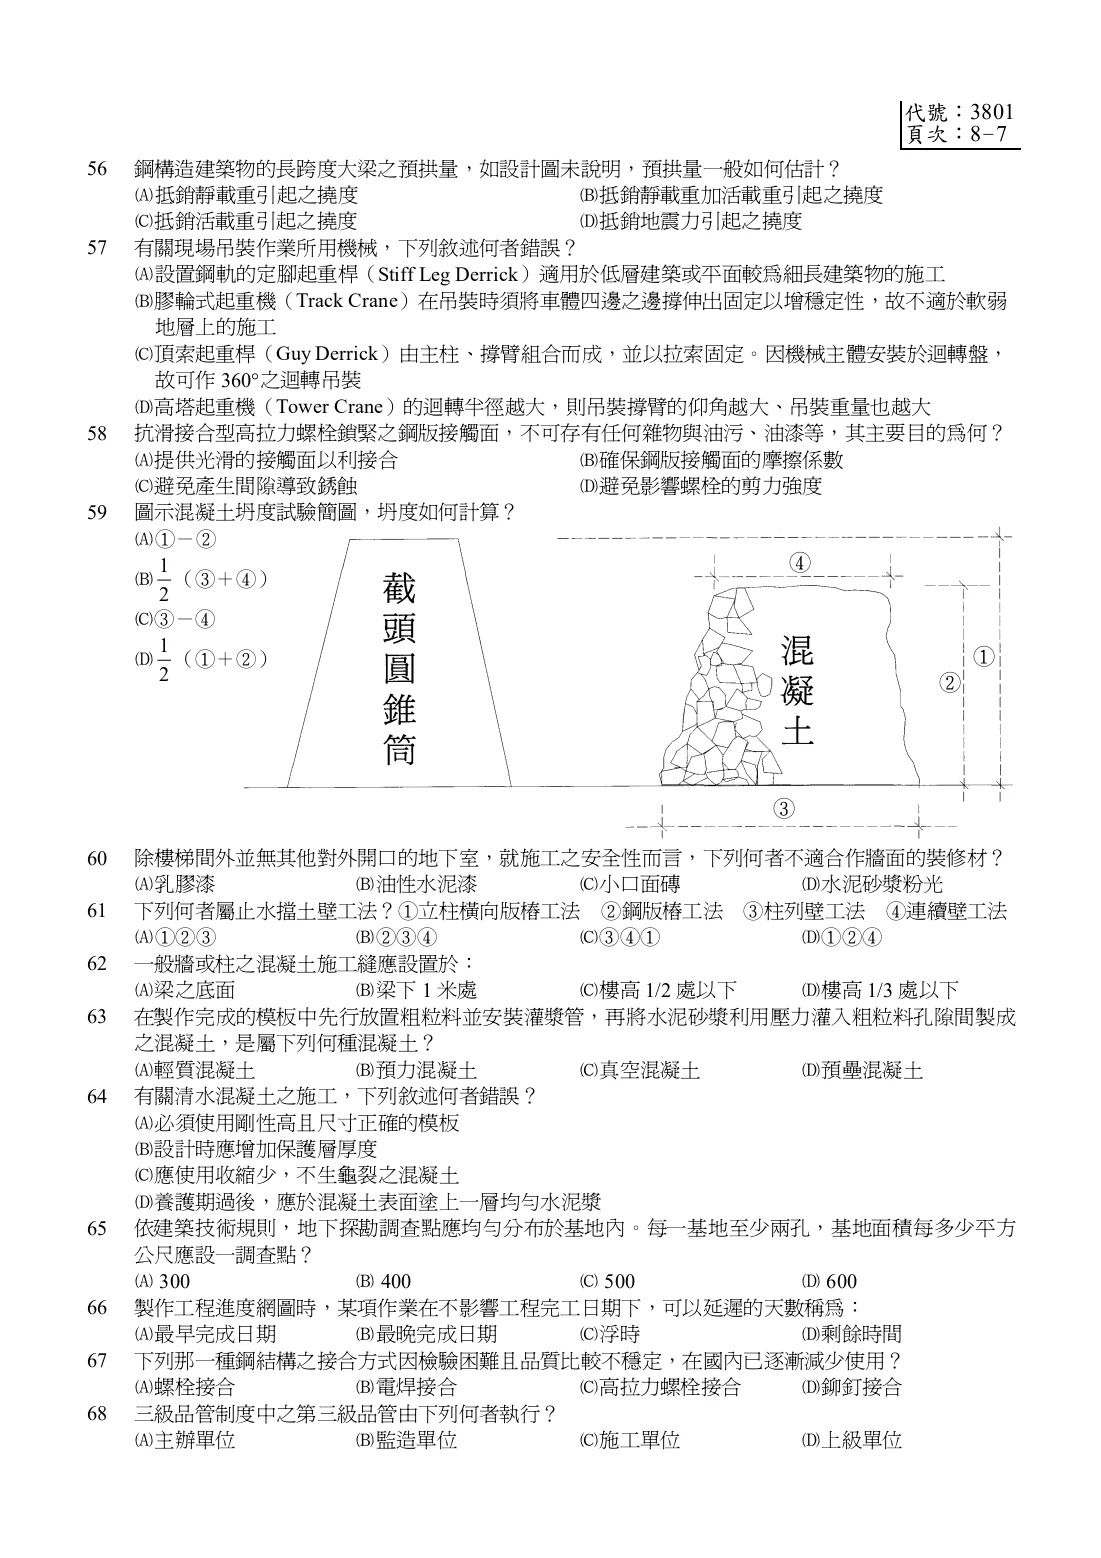 代號：3801
頁次：8－7
56 鋼構造建築物的長跨度大梁之預拱量，如設計圖未說明，預拱量一般如何估計？
(A)抵銷靜載重引起之撓度 (B)抵銷靜載重加活載重引起之撓度
(C)抵銷活載重引起之撓度 (D)抵銷地震力引起之撓度
57 有關現場吊裝作業所用機械，下列敘述何者錯誤？
(A)設置鋼軌的定腳起重桿（Stiff Leg Derrick）適用於低層建築或平面較為細長建築物的施工
(B)膠輪式起重機（Track Crane）在吊裝時須將車體四邊之邊撐伸出固定以增穩定性，故不適於軟弱
地層上的施工
(C)頂索起重桿（Guy Derrick）由主柱、撐臂組合而成，並以拉索固定。因機械主體安裝於迴轉盤，
故可作 360°之迴轉吊裝
(D)高塔起重機（Tower Crane）的迴轉半徑越大，則吊裝撐臂的仰角越大、吊裝重量也越大
58 抗滑接合型高拉力螺栓鎖緊之鋼版接觸面，不可存有任何雜物與油污、油漆等，其主要目的為何？
(A)提供光滑的接觸面以利接合 (B)確保鋼版接觸面的摩擦係數
(C)避免產生間隙導致銹蝕 (D)避免影響螺栓的剪力強度
59 圖示混凝土坍度試驗簡圖，坍度如何計算？
(A)①－②
(B)1/2（③＋④）
(C)③－④
(D)1/2（①＋②）
截頭圓錐筒
混凝土
④
①
②
③
60 除樓梯間外並無其他對外開口的地下室，就施工之安全性而言，下列何者不適合作牆面的裝修材？
(A)乳膠漆 (B)油性水泥漆 (C)小口面磚 (D)水泥砂漿粉光
61 下列何者屬止水擋土壁工法？①立柱橫向版樁工法 ②鋼版樁工法 ③柱列壁工法 ④連續壁工法
(A)①②③ (B)②③④ (C)③④① (D)①②④
62 一般牆或柱之混凝土施工縫應設置於：
(A)梁之底面 (B)梁下 1 米處 (C)樓高 1/2 處以下 (D)樓高 1/3 處以下
63 在製作完成的模板中先行放置粗粒料並安裝灌漿管，再將水泥砂漿利用壓力灌入粗粒料孔隙間製成
之混凝土，是屬下列何種混凝土？
(A)輕質混凝土 (B)預力混凝土 (C)真空混凝土 (D)預壘混凝土
64 有關清水混凝土之施工，下列敘述何者錯誤？
(A)必須使用剛性高且尺寸正確的模板
(B)設計時應增加保護層厚度
(C)應使用收縮少，不生龜裂之混凝土
(D)養護期過後，應於混凝土表面塗上一層均勻水泥漿
65 依建築技術規則，地下探勘調查點應均勻分布於基地內。每一基地至少兩孔，基地面積每多少平方
公尺應設一調查點？
(A) 300 (B) 400 (C) 500 (D) 600
66 製作工程進度網圖時，某項作業在不影響工程完工日期下，可以延遲的天數稱為：
(A)最早完成日期 (B)最晚完成日期 (C)浮時 (D)剩餘時間
67 下列那一種鋼結構之接合方式因檢驗困難且品質比較不穩定，在國內已逐漸減少使用？
(A)螺栓接合 (B)電焊接合 (C)高拉力螺栓接合 (D)鉚釘接合
68 三級品管制度中之第三級品管由下列何者執行？
(A)主辦單位 (B)監造單位 (C)施工單位 (D)上級單位